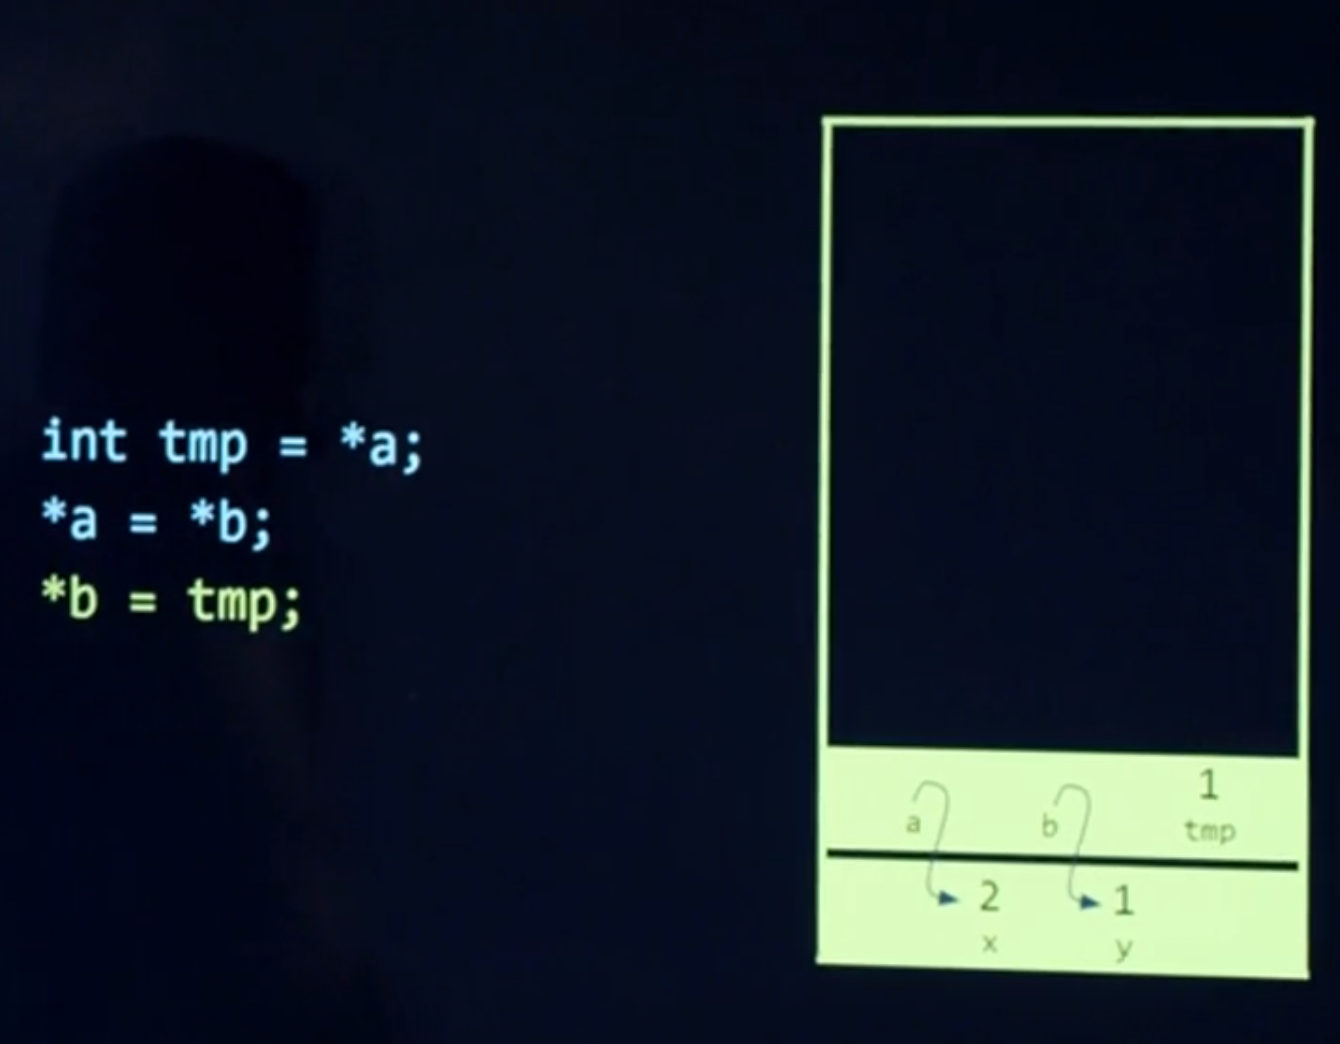 int tmp = *a;
*a = *b;
*b = tmp;
1
a b tmp
2 1
x y